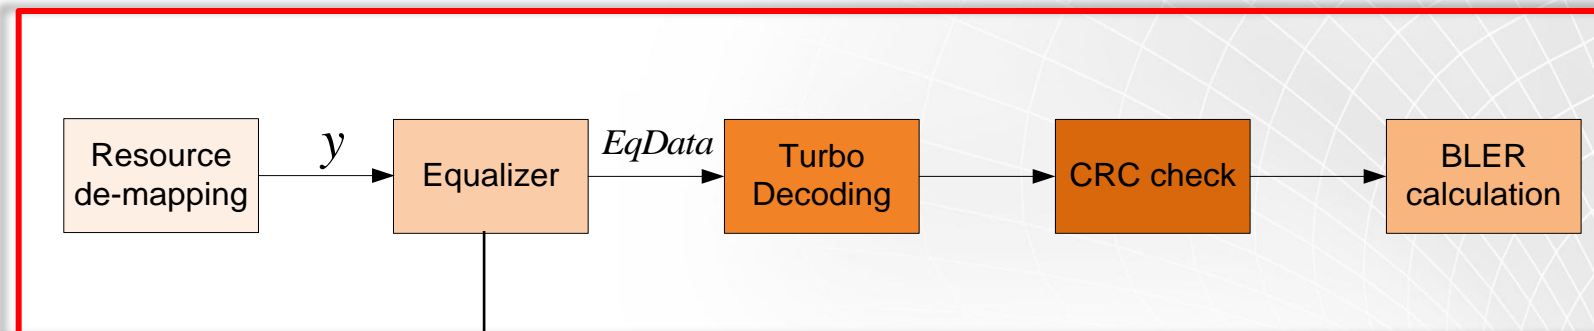 Resource
de-mapping
y
Equalizer
EqData
Turbo
Decoding
CRC check
BLER
calculation